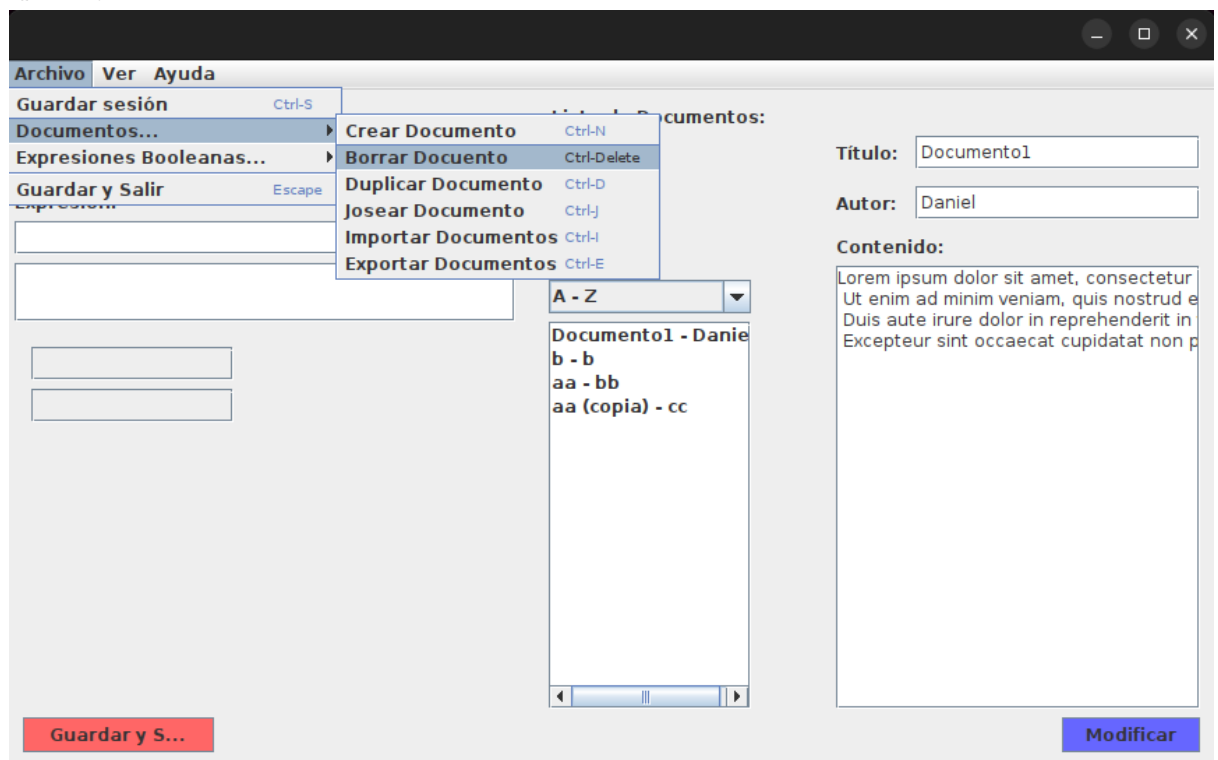 Archivo Ver Ayuda
Guardar sesión Ctrl-S
Documentos...
Expresiones Booleanas...
Guardar y Salir Escape
Crear Documento Ctrl-N
Borrar Docuento Ctrl-Delete
Duplicar Documento Ctrl-D
Josear Documento Ctrl-J
Importar Documentos Ctrl-I
Exportar Documentos Ctrl-E
A - Z
Documento1 - Danie
b - b
aa - bb
aa (copia) - cc
Título: Documento1
Autor: Daniel
Contenido:
Lorem ipsum dolor sit amet, consectetur
Ut enim ad minim veniam, quis nostrud e
Duis aute irure dolor in reprehenderit in
Excepteur sint occaecat cupidatat non p
Guardar y S...
Modificar